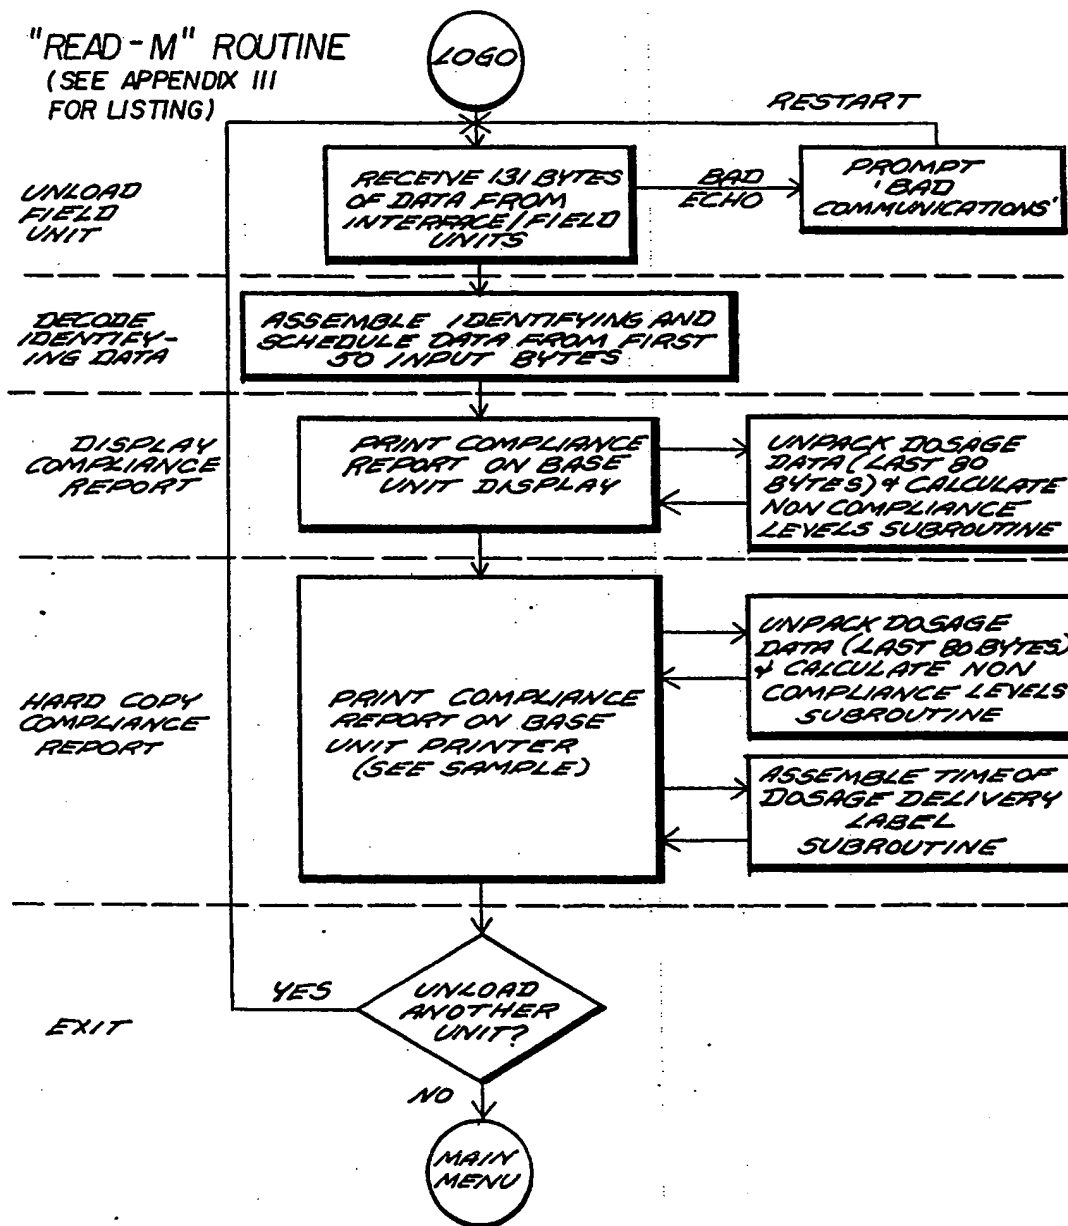 "READ-M" ROUTINE
(SEE APPENDIX III
FOR LISTING)
LOGO
RESTART
UNLOAD
FIELD
UNIT
RECEIVE 131 BYTES
OF DATA FROM
INTERFACE/FIELD
UNITS
BAD
ECHO
PROMPT
'BAD
COMMUNICATIONS'
DECODE
IDENTIFY-
ING DATA
ASSEMBLE IDENTIFYING AND
SCHEDULE DATA FROM FIRST
50 INPUT BYTES
DISPLAY
COMPLIANCE
REPORT
PRINT COMPLIANCE
REPORT ON BASE
UNIT DISPLAY
UNPACK DOSAGE
DATA (LAST 80
BYTES) & CALCULATE
NON COMPLIANCE
LEVELS SUBROUTINE
HARD COPY
COMPLIANCE
REPORT
PRINT COMPLIANCE
REPORT ON BASE
UNIT PRINTER
(SEE SAMPLE)
UNPACK DOSAGE
DATA (LAST 80 BYTES)
& CALCULATE NON
COMPLIANCE LEVELS
SUBROUTINE
ASSEMBLE TIME OF
DOSAGE DELIVERY
LABEL
SUBROUTINE
EXIT
YES
UNLOAD
ANOTHER
UNIT?
NO
MAIN
MENU